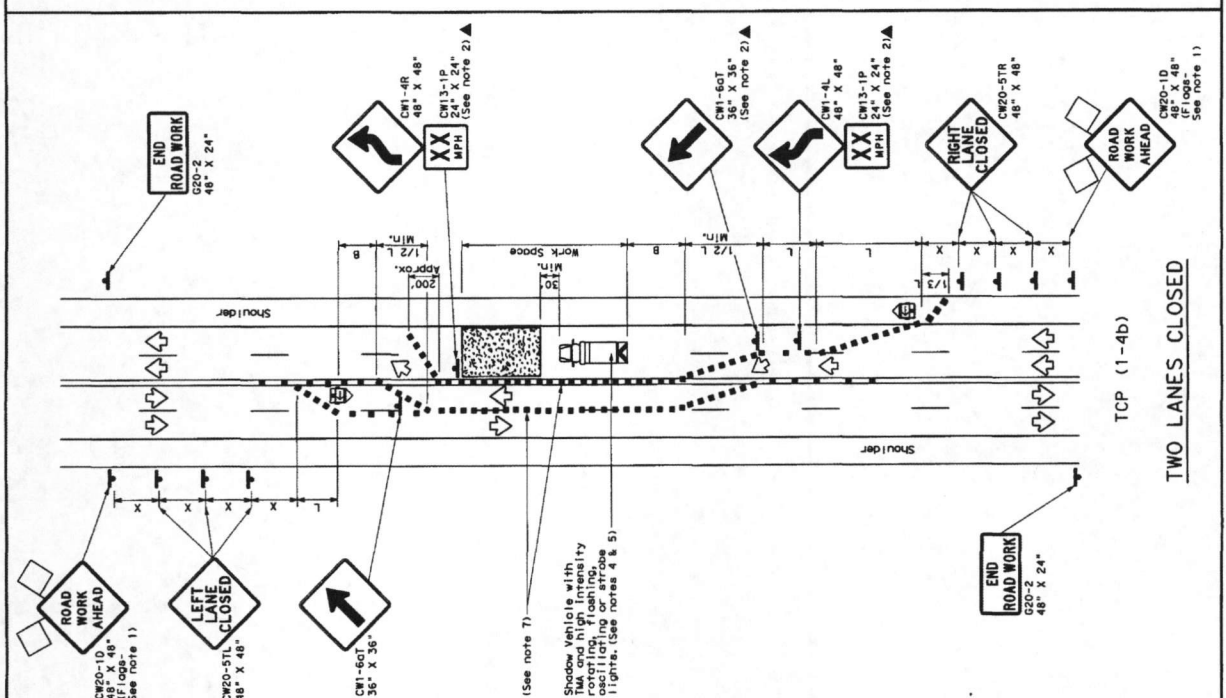 END
ROAD WORK
G20-2
48" X 24"
CW1-4R
48" X 48"
XX
MPH
CW13-1P
24" X 24"
(See note 2)▲
CW1-6aT
36" X 36"
(See note 2)▲
CW1-4L
48" X 48"
XX
MPH
CW13-1P
24" X 24"
(See note 2)▲
RIGHT
LANE
CLOSED
CW20-5TR
48" X 48"
ROAD
WORK
AHEAD
CW20-1D
48" X 48"
(Flags-
See note 1)
Shoulder
B
1/2 L
Min.
200'
Approx.
Work Space
30'
Min.
B
1/2 L
Min.
L
L
1/3 L
X
X
X
X
Shoulder
X
X
X
X
L
ROAD
WORK
AHEAD
CW20-1D
48" X 48"
(Flags-
See note 1)
LEFT
LANE
CLOSED
CW20-5TL
48" X 48"
CW1-6aT
36" X 36"
(See note 7)
Shadow Vehicle with
TMA and high intensity
rotating, flashing,
oscillating or strobe
lights. (See notes 4 & 5)
END
ROAD WORK
G20-2
48" X 24"
TCP (1-4b)
TWO LANES CLOSED